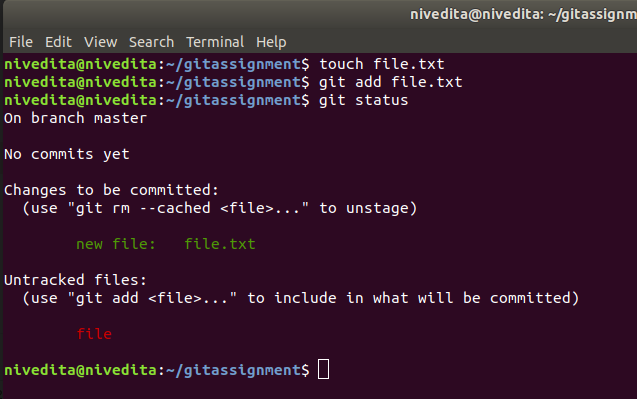 nivedita@nivedita: ~/gitassignm
File Edit View Search Terminal Help
nivedita@nivedita:~/gitassignment$ touch file.txt
nivedita@nivedita:~/gitassignment$ git add file.txt
nivedita@nivedita:~/gitassignment$ git status
On branch master
No commits yet
Changes to be committed:
  (use "git rm --cached <file>..." to unstage)
        new file:   file.txt
Untracked files:
  (use "git add <file>..." to include in what will be committed)
        file
nivedita@nivedita:~/gitassignment$